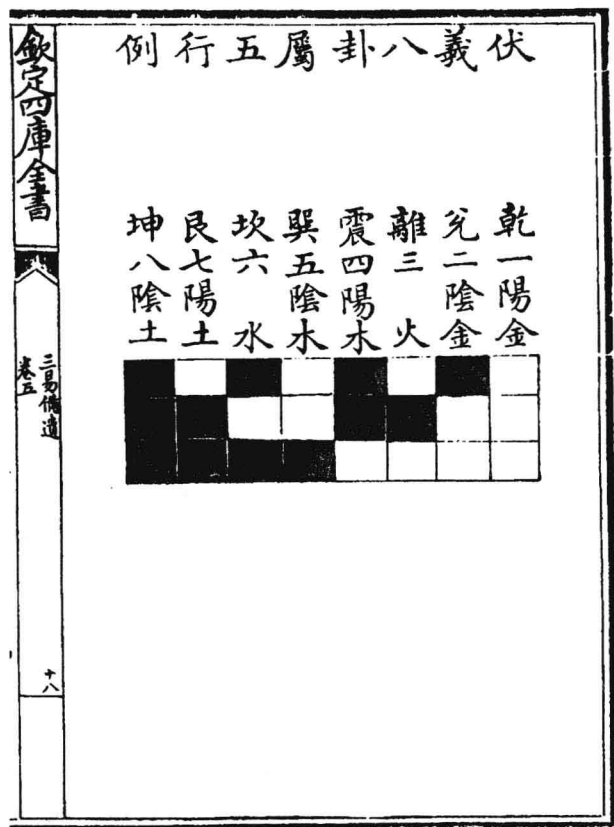 伏羲八卦屬五行例
乾一陽金
兊二陰金
離三火
震四陽木
巽五陰木
坎六水
艮七陽土
坤八陰土
欽定四庫全書
三易備遺
卷五
十八